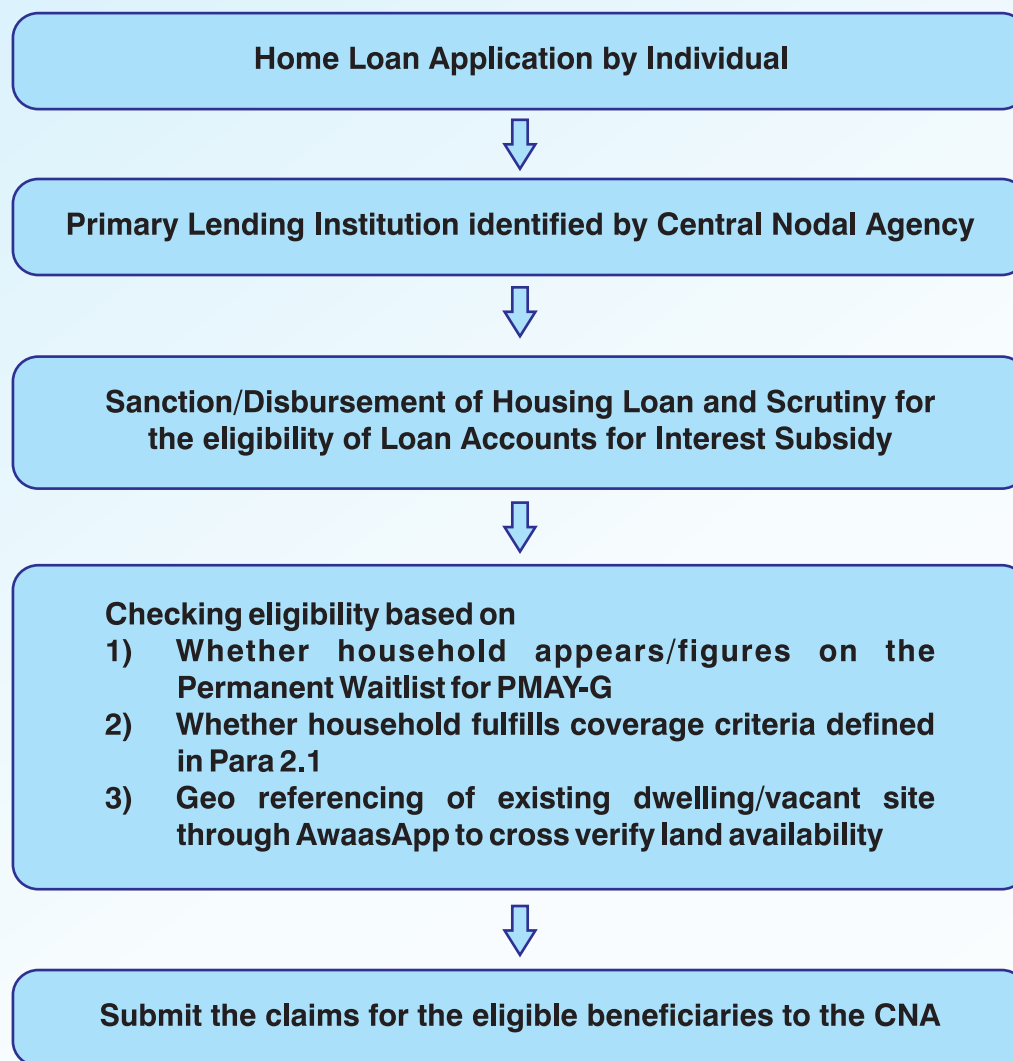 Home Loan Application by Individual
Primary Lending Institution identified by Central Nodal Agency
Sanction/Disbursement of Housing Loan and Scrutiny for
the eligibility of Loan Accounts for Interest Subsidy
Checking eligibility based on
1) Whether household appears/figures on the
Permanent Waitlist for PMAY-G
2) Whether household fulfills coverage criteria defined
in Para 2.1
3) Geo referencing of existing dwelling/vacant site
through AwaasApp to cross verify land availability
Submit the claims for the eligible beneficiaries to the CNA